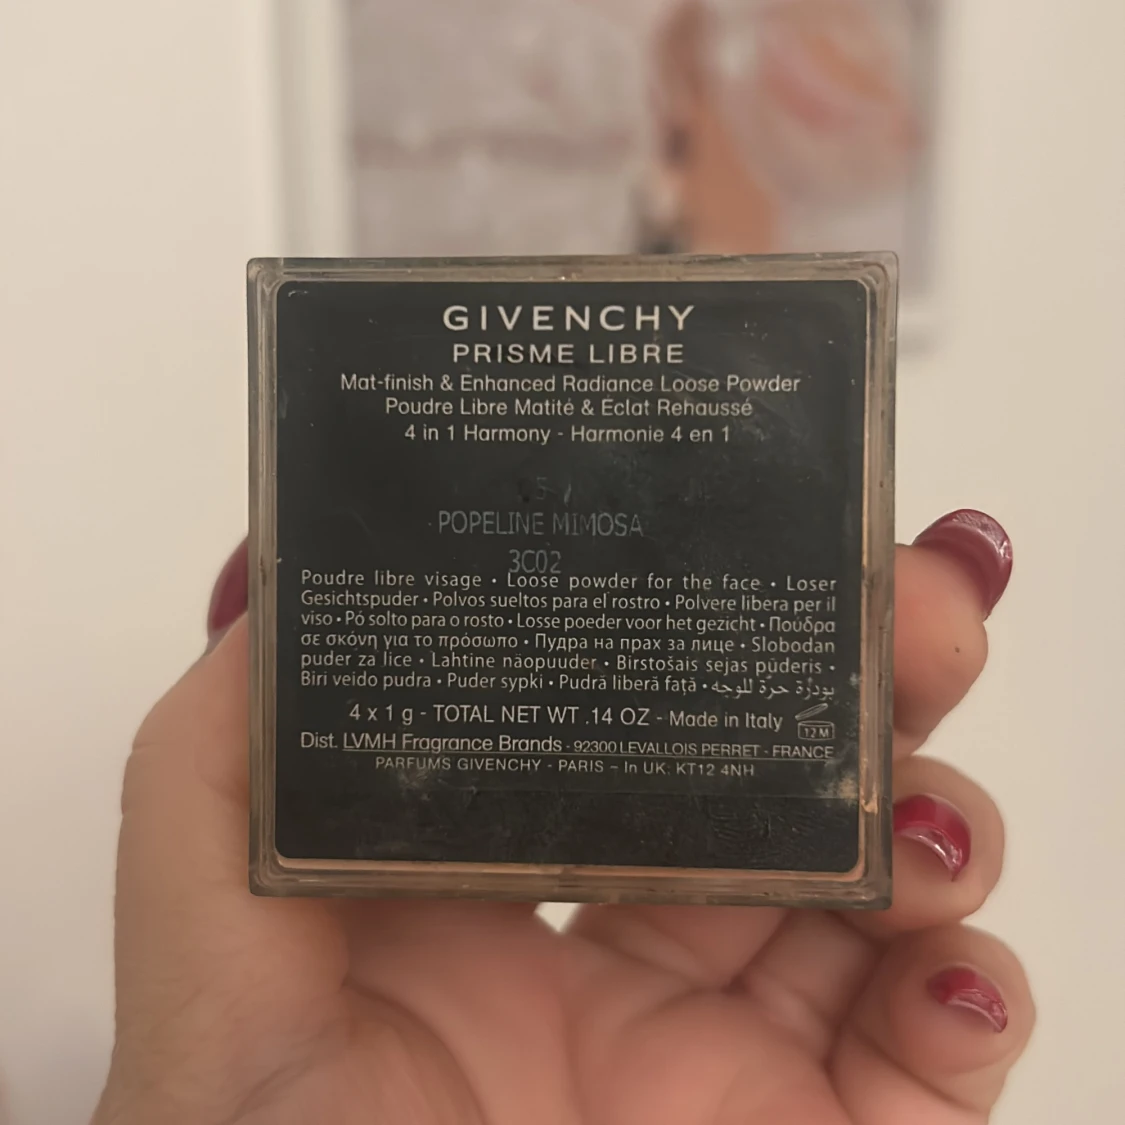 GIVENCHY
PRISME LIBRE
Mat-finish & Enhanced Radiance Loose Powder
Poudre Libre Matité & Éclat Rehaussé
4 in 1 Harmony - Harmonie 4 en 1
5
POPELINE MIMOSA
3C02
Poudre libre visage • Loose powder for the face • Loser
Gesichtspuder • Polvos sueltos para el rostro • Polvere libera per il
viso • Pó solto para o rosto • Losse poeder voor het gezicht • Πούδρα
σε σκόνη για το πρόσωπο • Пудра на прах за лице • Slobodan
puder za lice • Lahtine näopuuder • Birstošais sejas pūderis •
Biri veido pudra • Puder sypki • Pudră liberă față • بودرة حرّة للوجه
4 x 1 g - TOTAL NET WT .14 OZ - Made in Italy
12 M
Dist. LVMH Fragrance Brands - 92300 LEVALLOIS PERRET - FRANCE
PARFUMS GIVENCHY - PARIS – In UK: KT12 4NH